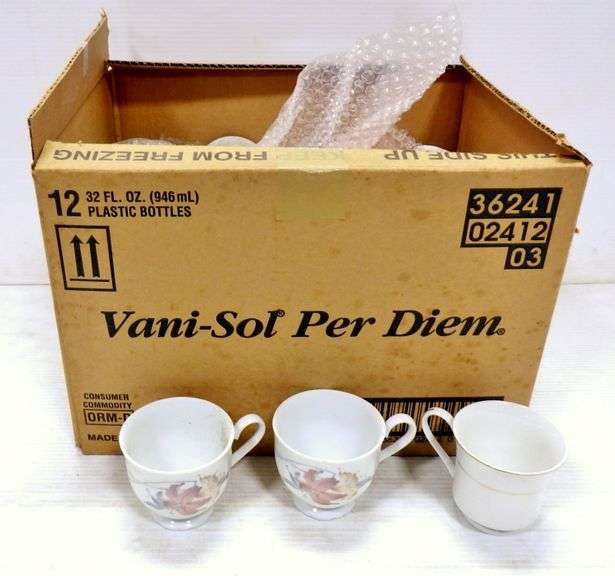 KEEP FROM FREEZING
THIS SIDE UP
12 32 FL. OZ. (946 mL)
PLASTIC BOTTLES
36241
02412
03
Vani-Sol® Per Diem®
CONSUMER
COMMODITY
ORM-D
MADE